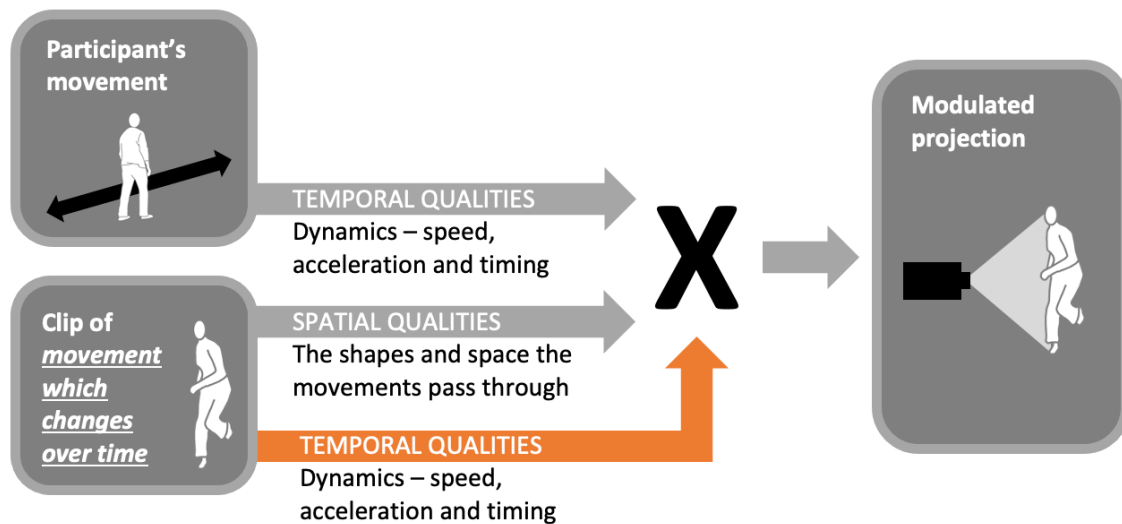 Participant's
movement
TEMPORAL QUALITIES
Dynamics – speed,
acceleration and timing
Clip of
movement
which
changes
over time
SPATIAL QUALITIES
The shapes and space the
movements pass through
TEMPORAL QUALITIES
Dynamics – speed,
acceleration and timing
X
Modulated
projection